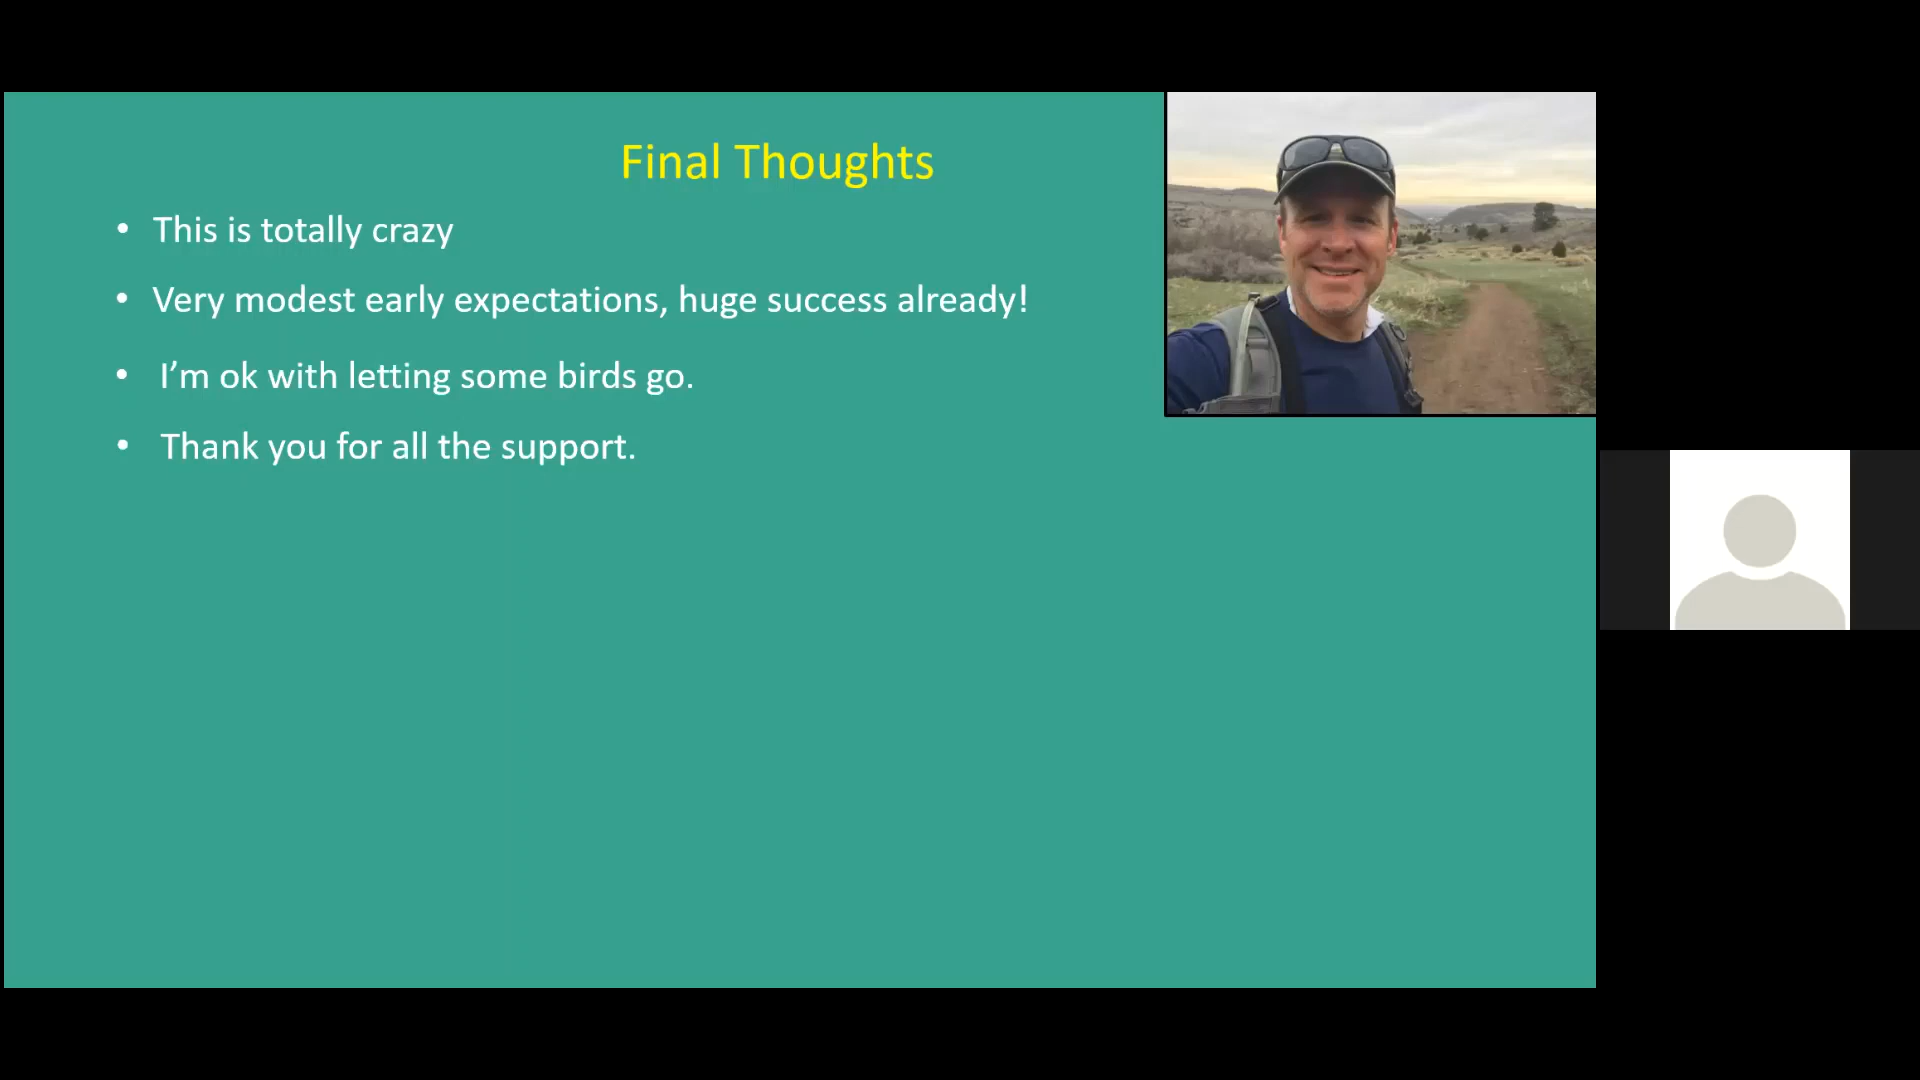 Final Thoughts
• This is totally crazy
• Very modest early expectations, huge success already!
• I’m ok with letting some birds go.
• Thank you for all the support.